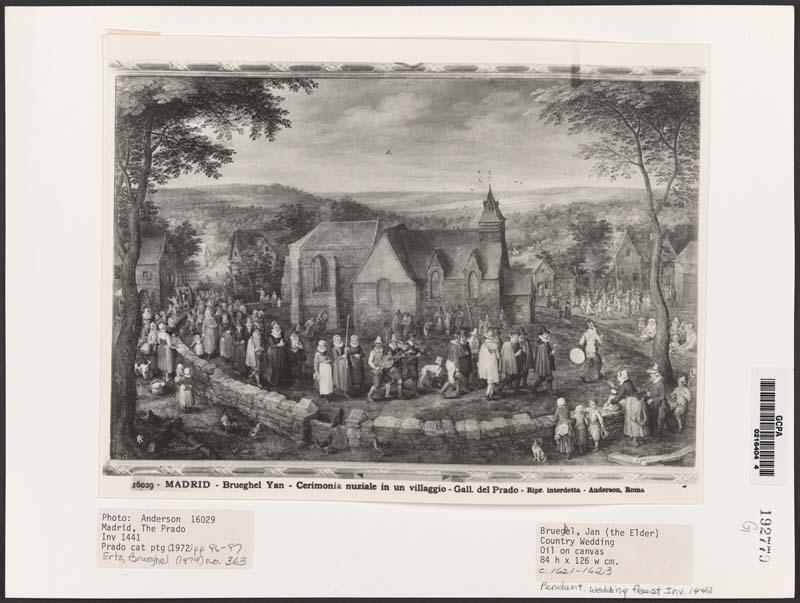 16029 - MADRID - Brueghel Yan - Cerimonia nuziale in un villaggio - Gall. del Prado - Ripr. interdetta - Anderson, Roma
Photo: Anderson 16029
Madrid, The Prado
Inv 1441
Prado cat ptg (1972) pp 96-97
Ertz, Brueghel (1979) no. 363
Bruegel, Jan (the Elder)
Country Wedding
Oil on canvas
84 h x 126 w cm.
c. 1621-1623
Pendant: Wedding feast Inv. 1442
GCPA
0216404 4
192779
G